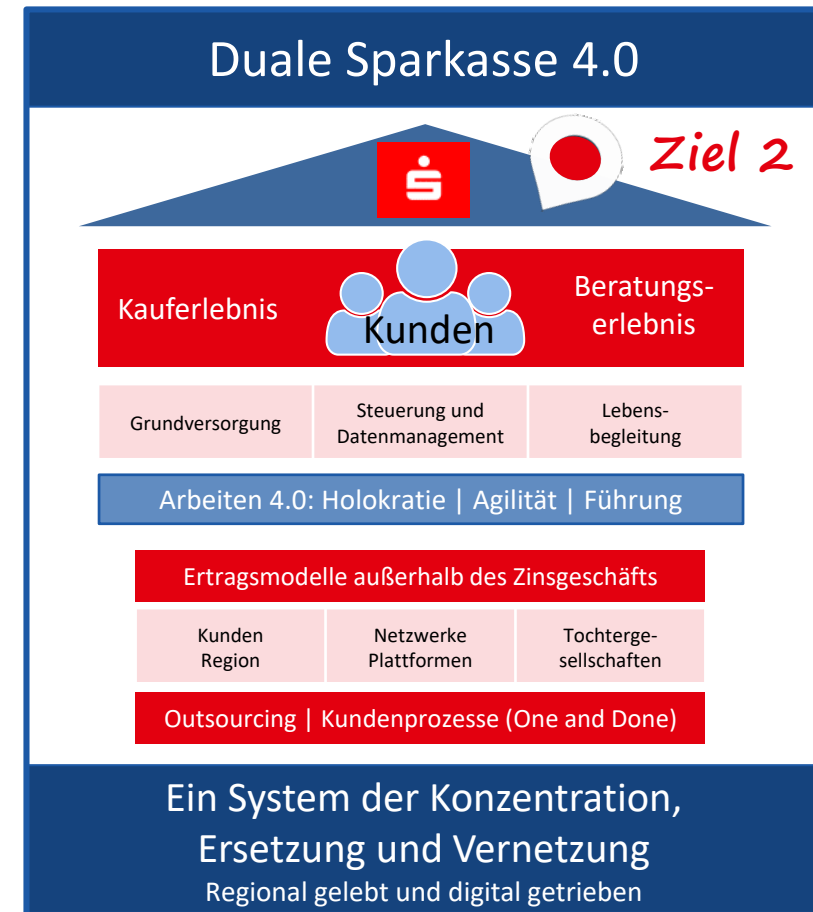 Duale Sparkasse 4.0
Ziel 2
Kauferlebnis
Kunden
Beratungs-
erlebnis
Grundversorgung
Steuerung und
Datenmanagement
Lebens-
begleitung
Arbeiten 4.0: Holokratie | Agilität | Führung
Ertragsmodelle außerhalb des Zinsgeschäfts
Kunden
Region
Netzwerke
Plattformen
Tochterge-
sellschaften
Outsourcing | Kundenprozesse (One and Done)
Ein System der Konzentration,
Ersetzung und Vernetzung
Regional gelebt und digital getrieben